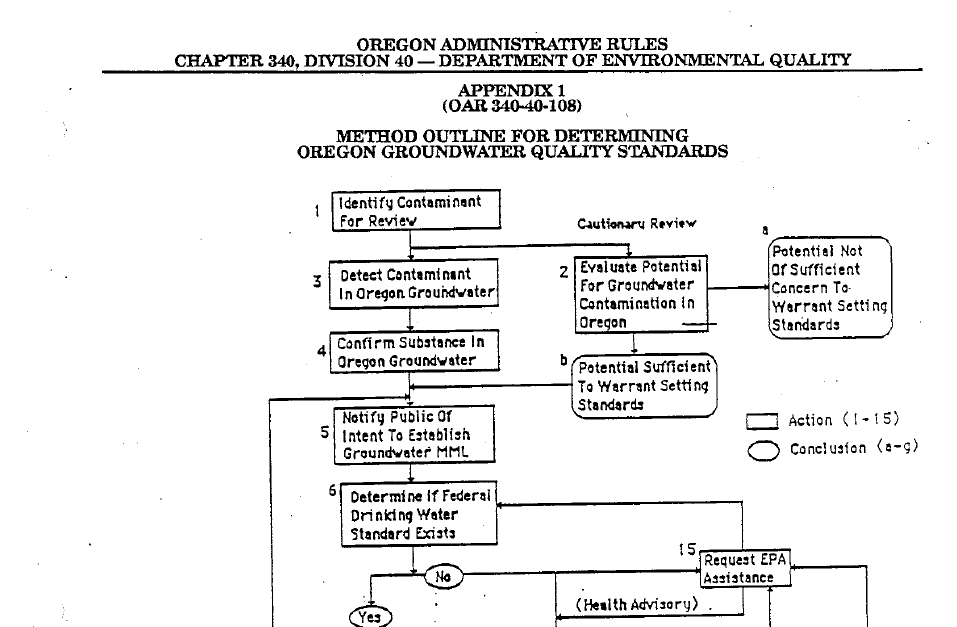 OREGON ADMINISTRATIVE RULES
CHAPTER 340, DIVISION 40 — DEPARTMENT OF ENVIRONMENTAL QUALITY
APPENDIX 1
(OAR 340-40-108)
METHOD OUTLINE FOR DETERMINING
OREGON GROUNDWATER QUALITY STANDARDS
1
Identify Contaminant
For Review
Cautionary Review
3
Detect Contaminant
In Oregon Groundwater
2
Evaluate Potential
For Groundwater
Contamination In
Oregon
a
Potential Not
Of Sufficient
Concern To
Warrant Setting
Standards
4
Confirm Substance In
Oregon Groundwater
b
Potential Sufficient
To Warrant Setting
Standards
5
Notify Public Of
Intent To Establish
Groundwater MML
Action (1-15)
Conclusion (a-g)
6
Determine If Federal
Drinking Water
Standard Exists
No
Yes
15
Request EPA
Assistance
(Health Advisory)